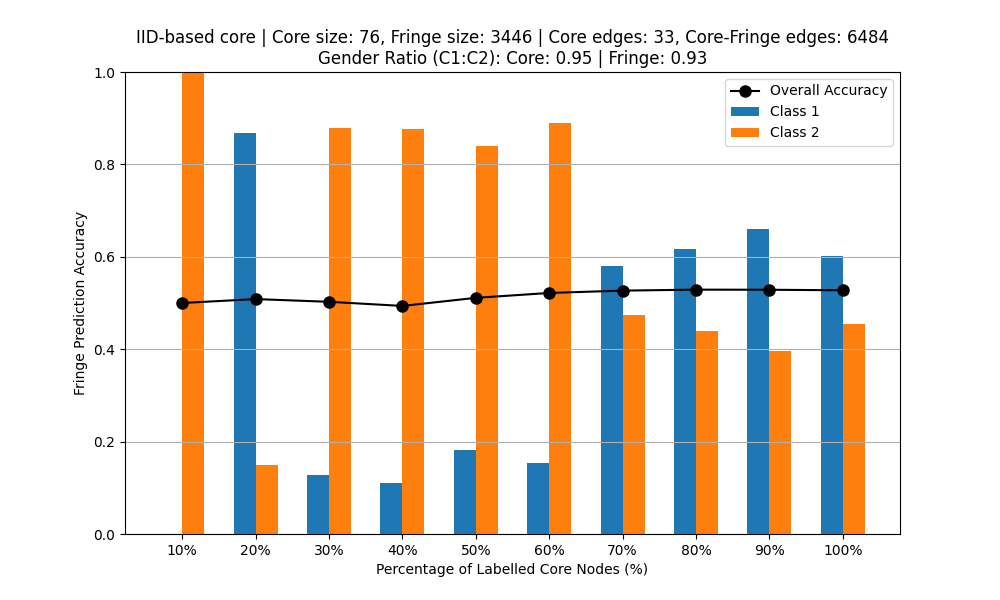 IID-based core | Core size: 76, Fringe size: 3446 | Core edges: 33, Core-Fringe edges: 6484
Gender Ratio (C1:C2): Core: 0.95 | Fringe: 0.93
Overall Accuracy
Class 1
Class 2
Fringe Prediction Accuracy
1.0
0.8
0.6
0.4
0.2
0.0
10% 20% 30% 40% 50% 60% 70% 80% 90% 100%
Percentage of Labelled Core Nodes (%)